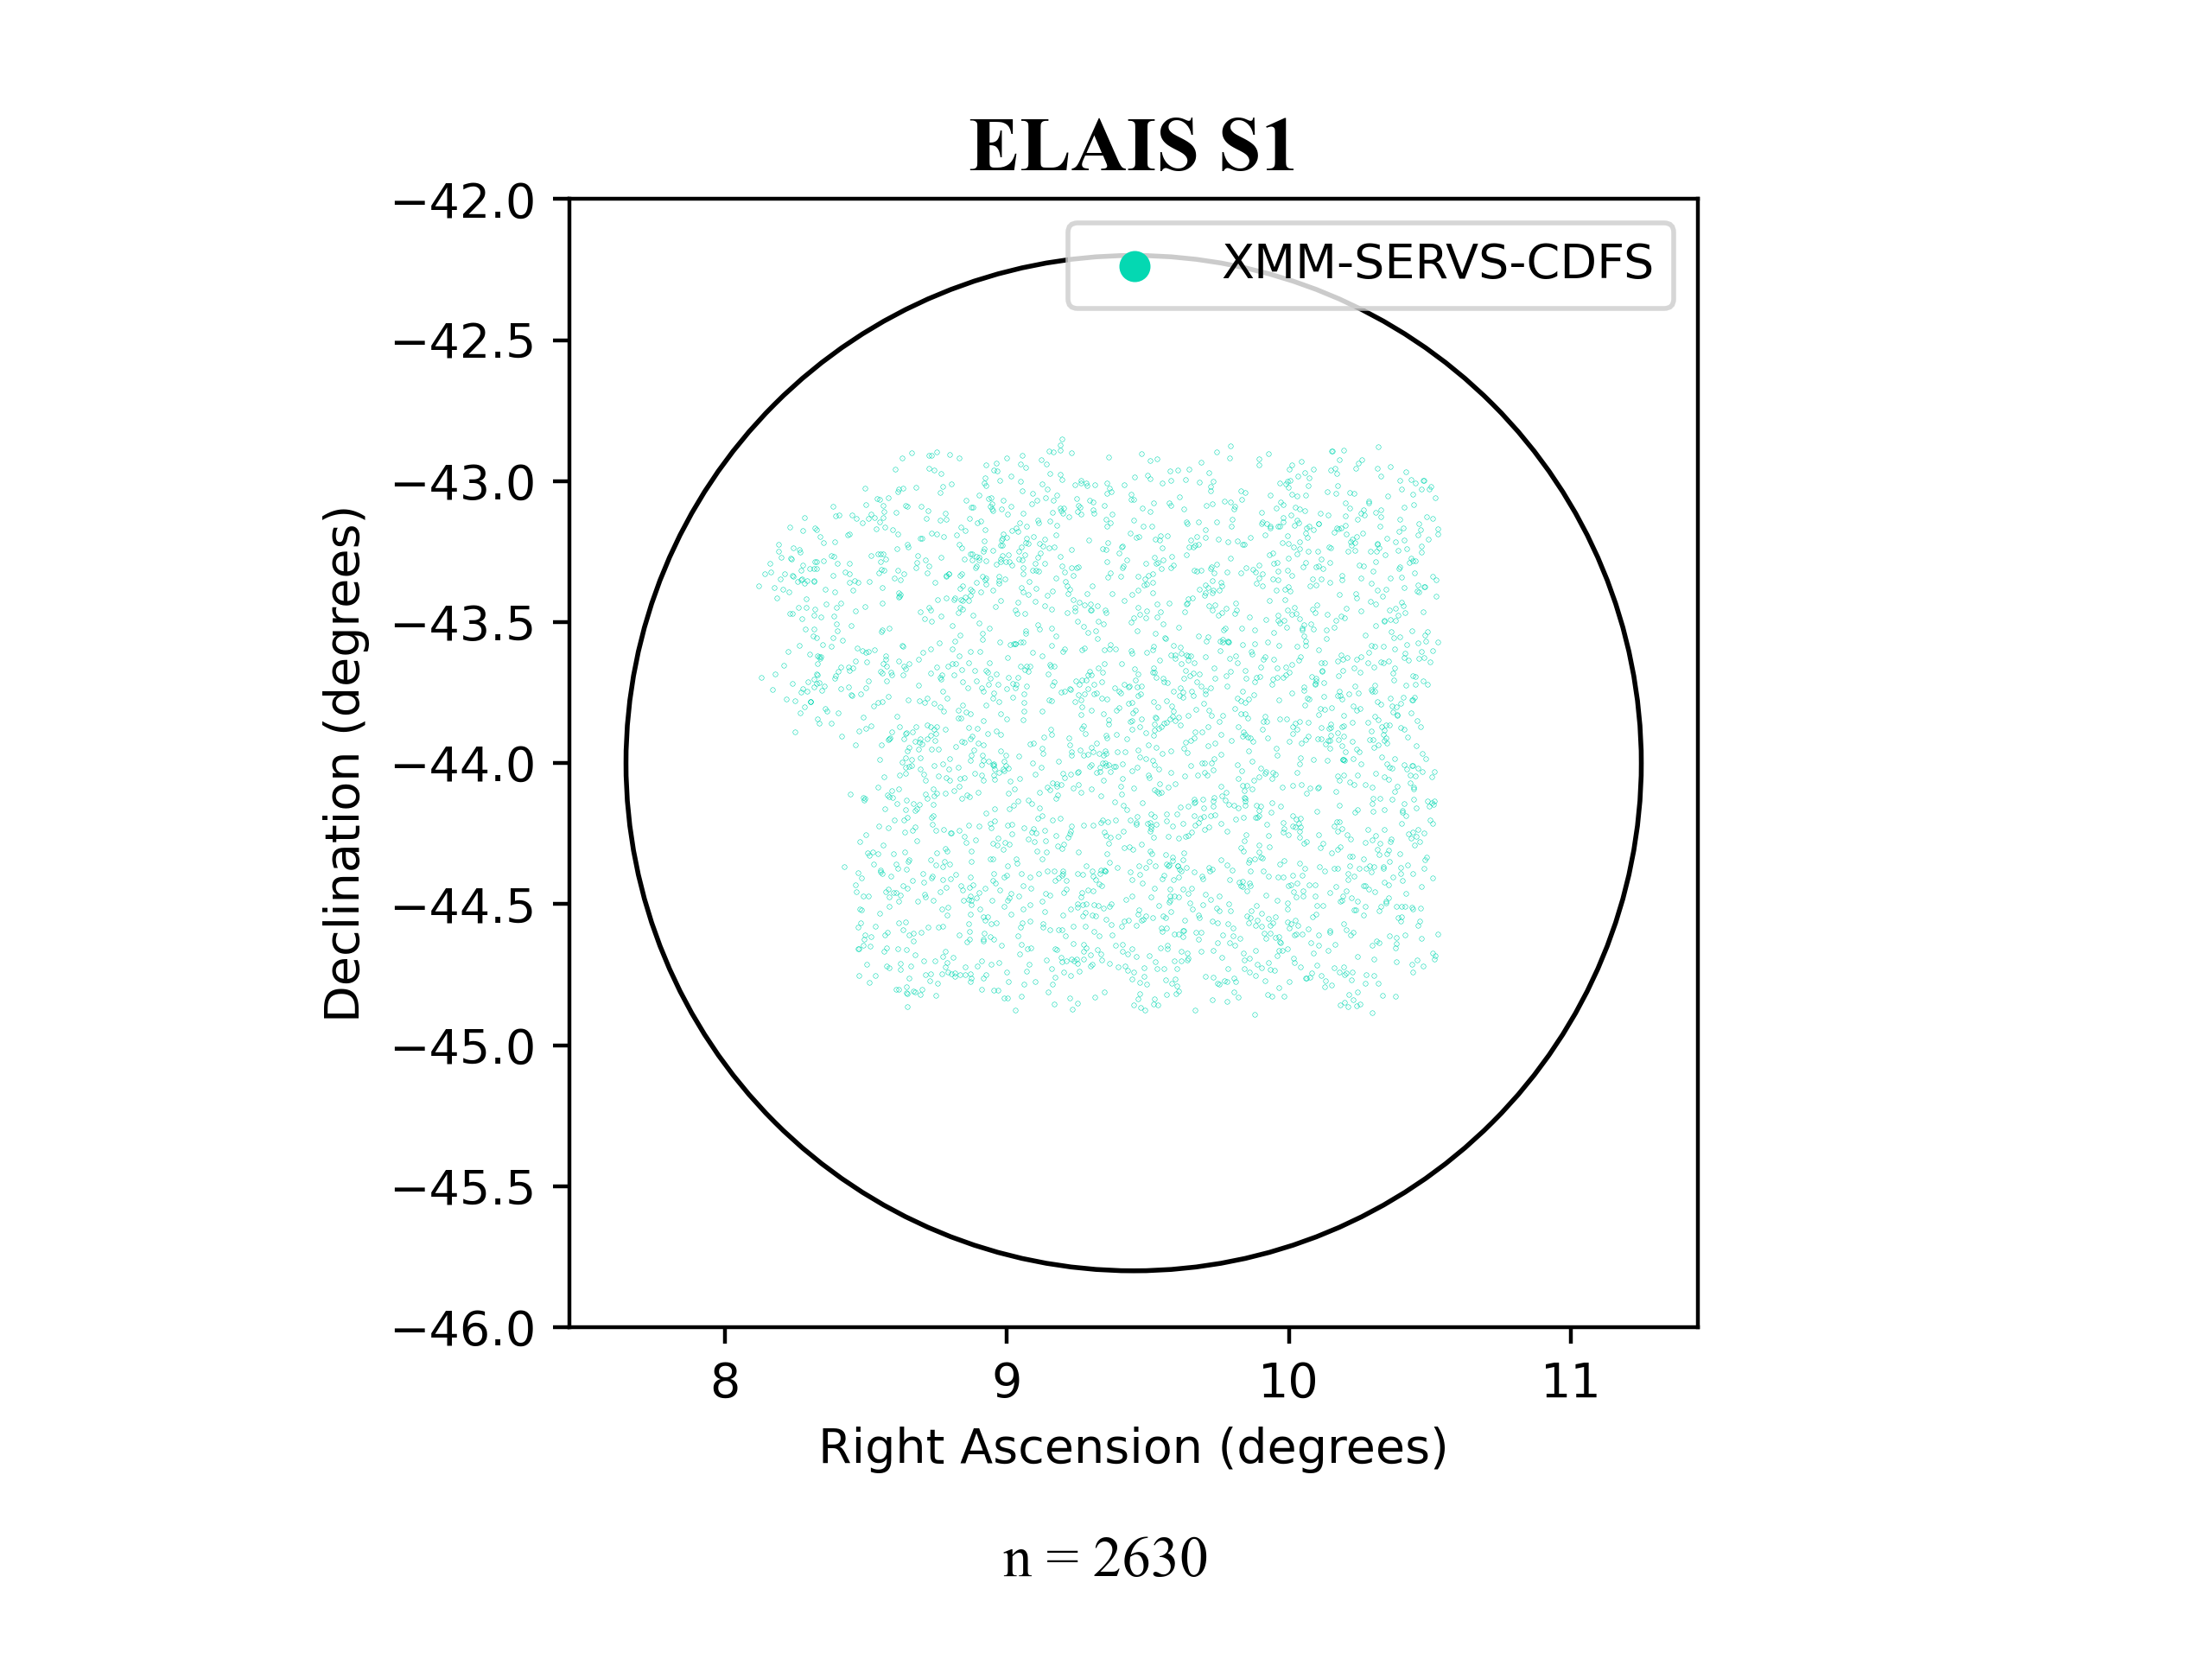 ELAIS S1
XMM-SERVS-CDFS
−42.0
−42.5
−43.0
−43.5
−44.0
−44.5
−45.0
−45.5
−46.0
Declination (degrees)
8 9 10 11
Right Ascension (degrees)
n = 2630